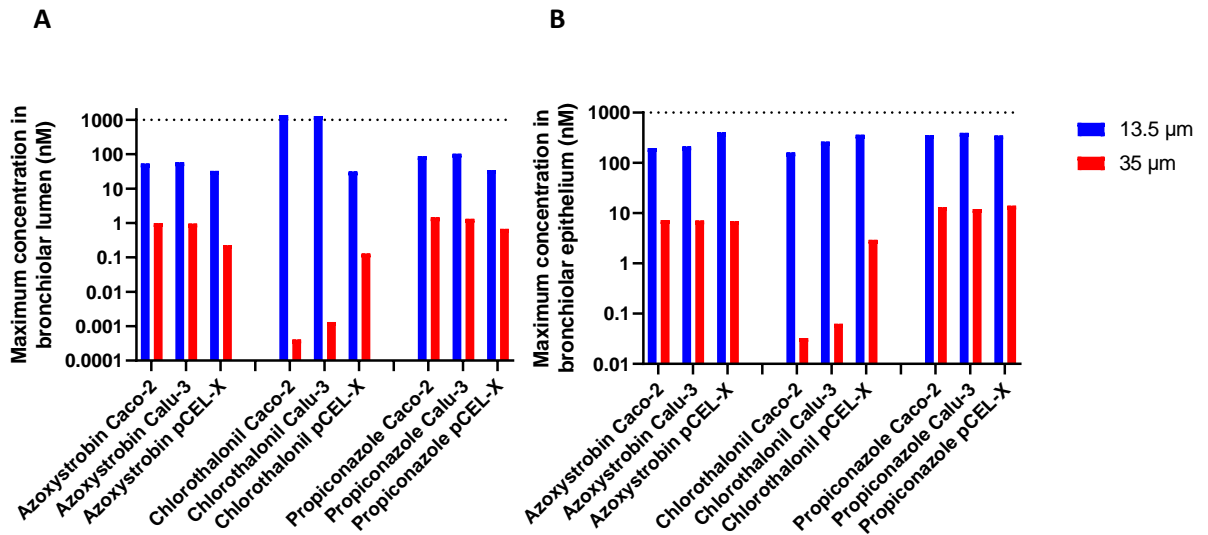 A
Maximum concentration in
bronchiolar lumen (nM)
1000
100
10
1
0.1
0.01
0.001
0.0001
Azoxystrobin Caco-2
Azoxystrobin Calu-3
Azoxystrobin pCEL-X
Chlorothalonil Caco-2
Chlorothalonil Calu-3
Chlorothalonil pCEL-X
Propiconazole Caco-2
Propiconazole Calu-3
Propiconazole pCEL-X
B
Maximum concentration in
bronchiolar epithelium (nM)
1000
100
10
1
0.1
0.01
Azoxystrobin Caco-2
Azoxystrobin Calu-3
Azoxystrobin pCEL-X
Chlorothalonil Caco-2
Chlorothalonil Calu-3
Chlorothalonil pCEL-X
Propiconazole Caco-2
Propiconazole Calu-3
Propiconazole pCEL-X
13.5 µm
35 µm